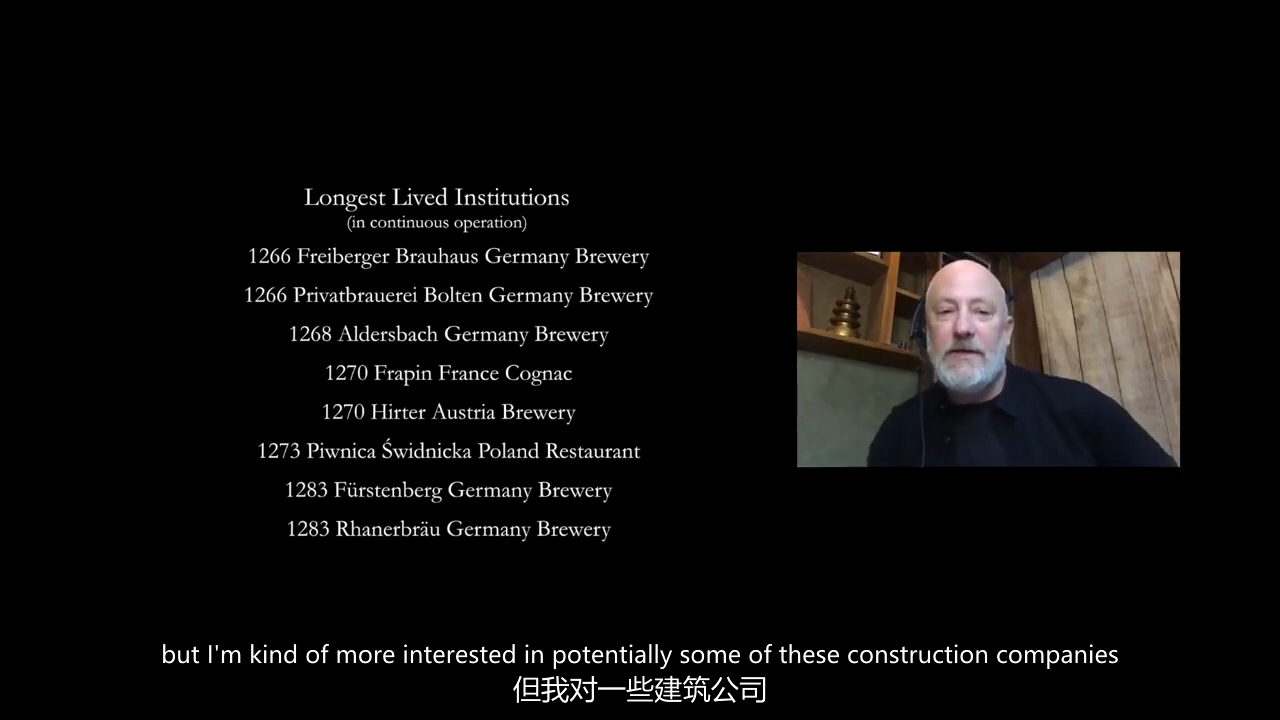 Longest Lived Institutions
(in continuous operation)
1266 Freiberger Brauhaus Germany Brewery
1266 Privatbrauerei Bolten Germany Brewery
1268 Aldersbach Germany Brewery
1270 Frapin France Cognac
1270 Hirter Austria Brewery
1273 Piwnica Świdnicka Poland Restaurant
1283 Fürstenberg Germany Brewery
1283 Rhanerbräu Germany Brewery
but I'm kind of more interested in potentially some of these construction companies
但我对一些建筑公司